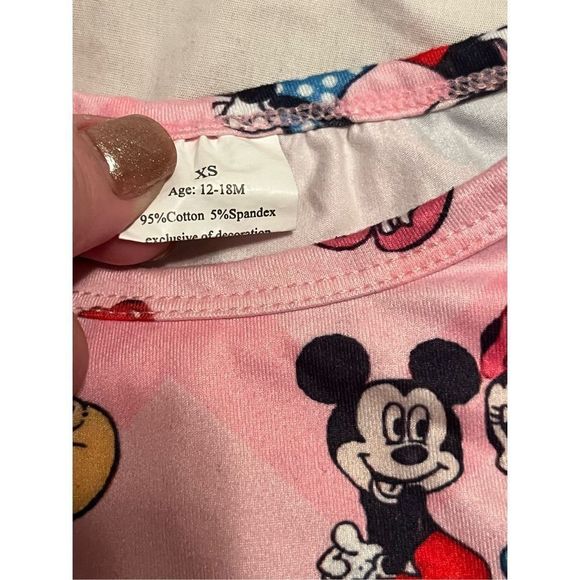 XS
Age: 12-18M
95%Cotton 5%Spandex
exclusive of decoration